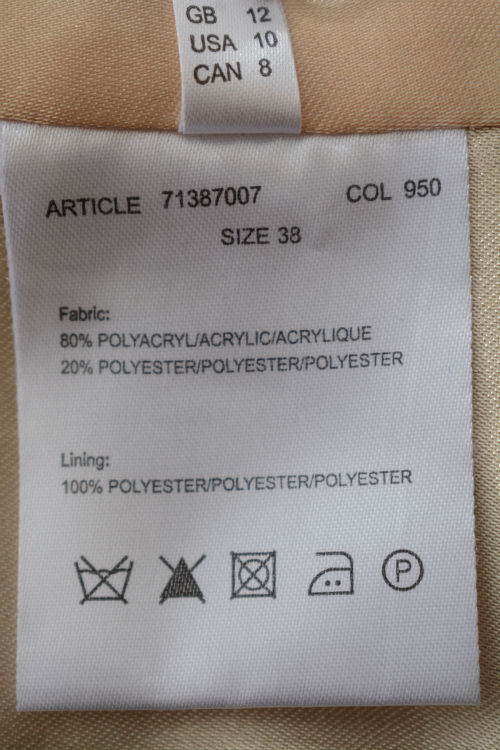 GB 12
USA 10
CAN 8
ARTICLE 71387007 COL 950
SIZE 38
Fabric:
80% POLYACRYL/ACRYLIC/ACRYLIQUE
20% POLYESTER/POLYESTER/POLYESTER
Lining:
100% POLYESTER/POLYESTER/POLYESTER
P